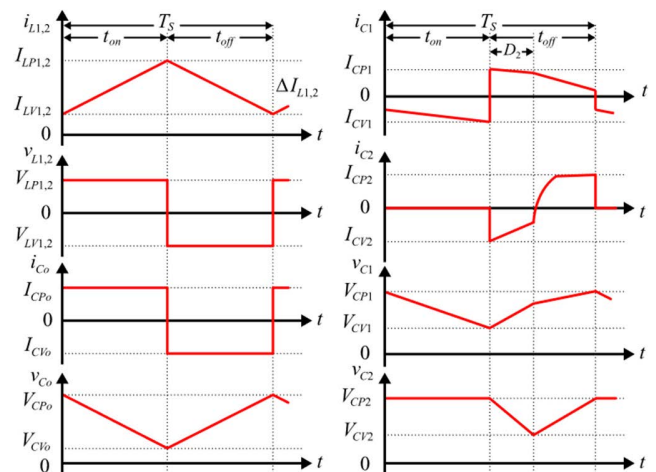 i_{L1,2}
T_S
t_{on}
t_{off}
I_{LP1,2}
ΔI_{L1,2}
I_{LV1,2}
0
t
v_{L1,2}
V_{LP1,2}
0
t
V_{LV1,2}
i_{Co}
I_{CPo}
0
t
I_{CVo}
v_{Co}
V_{CPo}
V_{CVo}
0
t
i_{C1}
T_S
t_{on}
t_{off}
D_2
I_{CP1}
0
t
I_{CV1}
i_{C2}
I_{CP2}
0
t
I_{CV2}
v_{C1}
V_{CP1}
V_{CV1}
0
t
v_{C2}
V_{CP2}
V_{CV2}
0
t